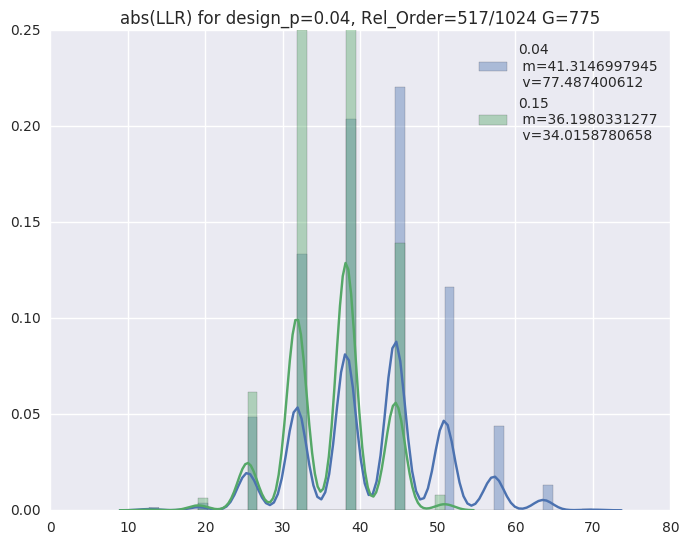 abs(LLR) for design_p=0.04, Rel_Order=517/1024 G=775
0.04
m=41.3146997945
v=77.487400612
0.15
m=36.1980331277
v=34.0158780658
0.25
0.20
0.15
0.10
0.05
0.00
0 10 20 30 40 50 60 70 80